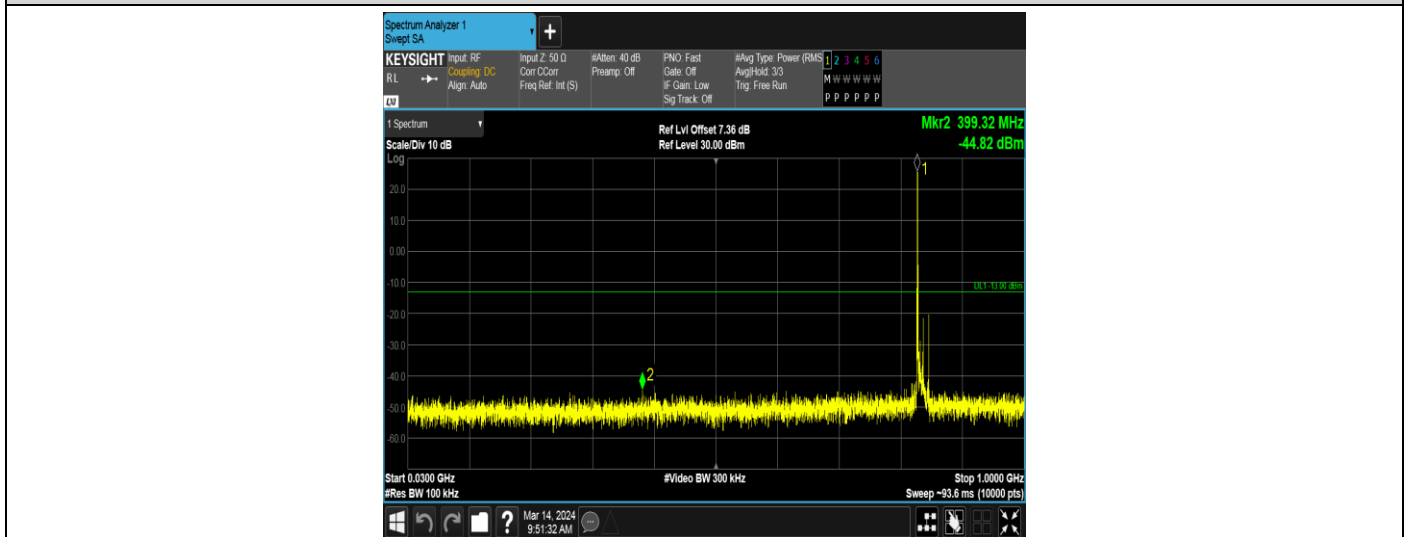 Spectrum Analyzer 1
Swept SA
+
KEYSIGHT
RL
LXI
Input: RF
Coupling: DC
Align: Auto
Input Z: 50 Ω
Corr CCorr
Freq Ref: Int (S)
#Atten: 40 dB
Preamp: Off
PNO: Fast
Gate: Off
IF Gain: Low
Sig Track: Off
#Avg Type: Power (RMS
Avg|Hold: 3/3
Trig: Free Run
1 2 3 4 5 6
M W W W W W
P P P P P P
1 Spectrum
Scale/Div 10 dB
Ref Lvl Offset 7.36 dB
Ref Level 30.00 dBm
Mkr2 399.32 MHz
-44.82 dBm
Log
1
20.0
10.0
0.00
-10.0
DL1 -13.00 dBm
-20.0
-30.0
-40.0
2
-50.0
-60.0
Start 0.0300 GHz
#Video BW 300 kHz
Stop 1.0000 GHz
#Res BW 100 kHz
Sweep ~93.6 ms (10000 pts)
?
Mar 14, 2024
9:51:32 AM